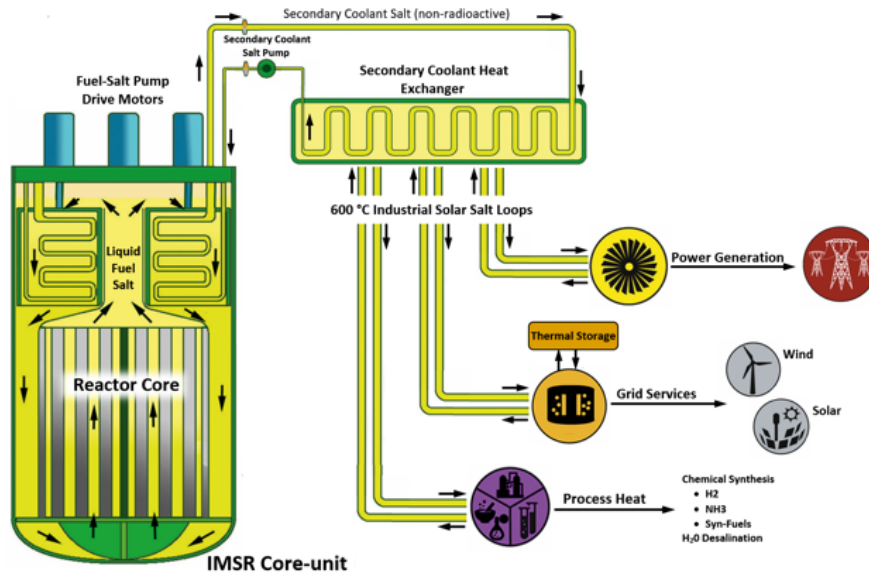 Secondary Coolant Salt (non-radioactive)
Secondary Coolant
Salt Pump
Fuel-Salt Pump
Drive Motors
Secondary Coolant Heat
Exchanger
600 °C Industrial Solar Salt Loops
Liquid
Fuel
Salt
Power Generation
Thermal Storage
Wind
Reactor Core
Grid Services
Solar
Process Heat
Chemical Synthesis
• H2
• NH3
• Syn-Fuels
H₂0 Desalination
IMSR Core-unit